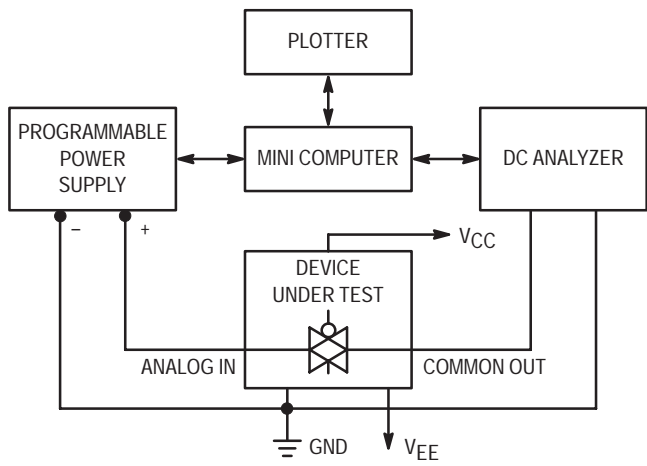 PLOTTER
PROGRAMMABLE
POWER
SUPPLY
MINI COMPUTER
DC ANALYZER
– +
VCC
DEVICE
UNDER TEST
ANALOG IN
COMMON OUT
GND
VEE